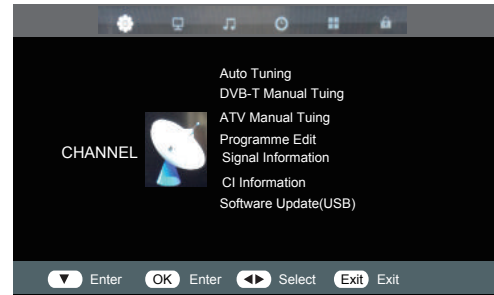 Auto Tuning
DVB-T Manual Tuing
ATV Manual Tuing
Programme Edit
CHANNEL
Signal Information
CI Information
Software Update(USB)
Enter OK Enter Select Exit Exit